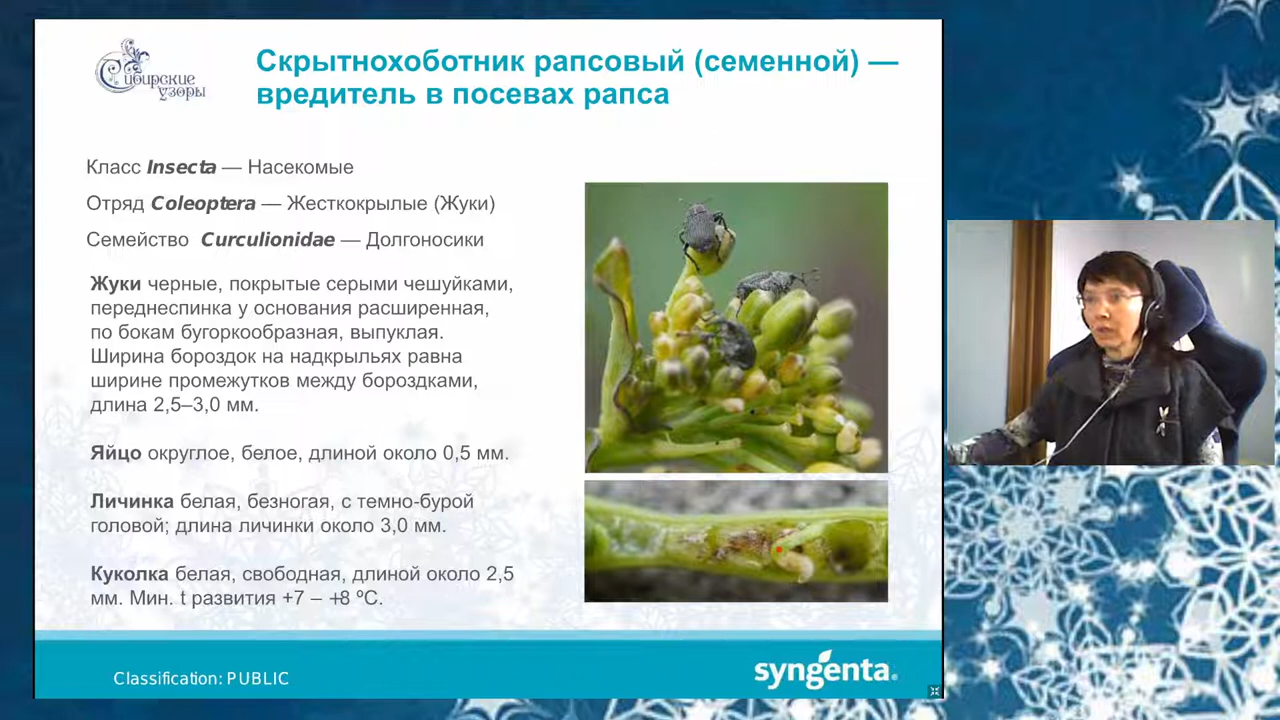 Сибирские
узоры
Скрытнохоботник рапсовый (семенной) —
вредитель в посевах рапса
Класс Insecta — Насекомые
Отряд Coleoptera — Жесткокрылые (Жуки)
Семейство Curculionidae — Долгоносики
Жуки черные, покрытые серыми чешуйками,
переднеспинка у основания расширенная,
по бокам бугоркообразная, выпуклая.
Ширина бороздок на надкрыльях равна
ширине промежутков между бороздками,
длина 2,5–3,0 мм.
Яйцо округлое, белое, длиной около 0,5 мм.
Личинка белая, безногая, с темно-бурой
головой; длина личинки около 3,0 мм.
Куколка белая, свободная, длиной около 2,5
мм. Мин. t развития +7 – +8 ºС.
Classification: PUBLIC
syngenta®